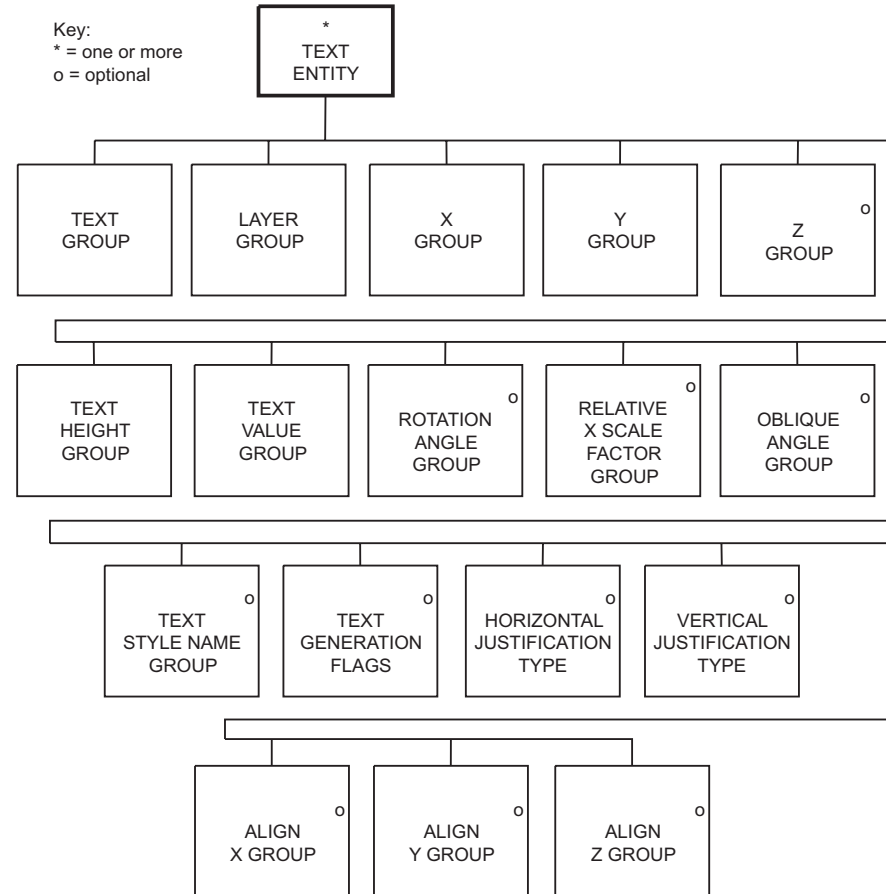 Key:
* = one or more
o = optional
*
TEXT
ENTITY
TEXT
GROUP
LAYER
GROUP
X
GROUP
Y
GROUP
o
Z
GROUP
TEXT
HEIGHT
GROUP
TEXT
VALUE
GROUP
o
ROTATION
ANGLE
GROUP
o
RELATIVE
X SCALE
FACTOR
GROUP
o
OBLIQUE
ANGLE
GROUP
o
TEXT
STYLE NAME
GROUP
o
TEXT
GENERATION
FLAGS
o
HORIZONTAL
JUSTIFICATION
TYPE
o
VERTICAL
JUSTIFICATION
TYPE
o
ALIGN
X GROUP
o
ALIGN
Y GROUP
o
ALIGN
Z GROUP